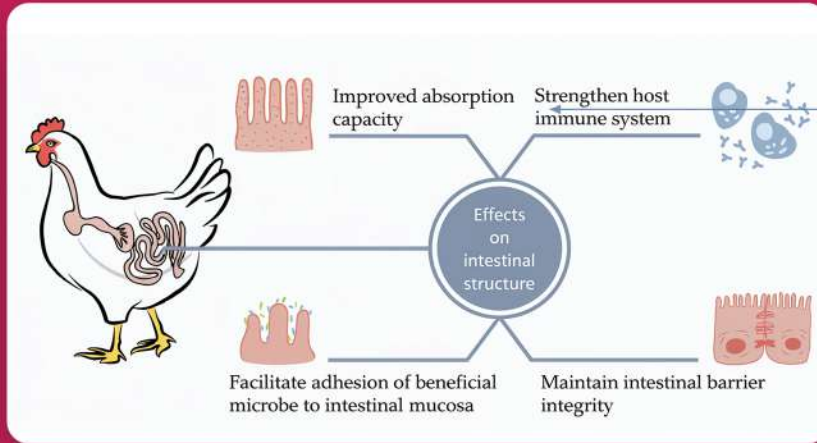 Improved absorption
capacity
Strengthen host
immune system
Effects
on
intestinal
structure
Facilitate adhesion of beneficial
microbe to intestinal mucosa
Maintain intestinal barrier
integrity